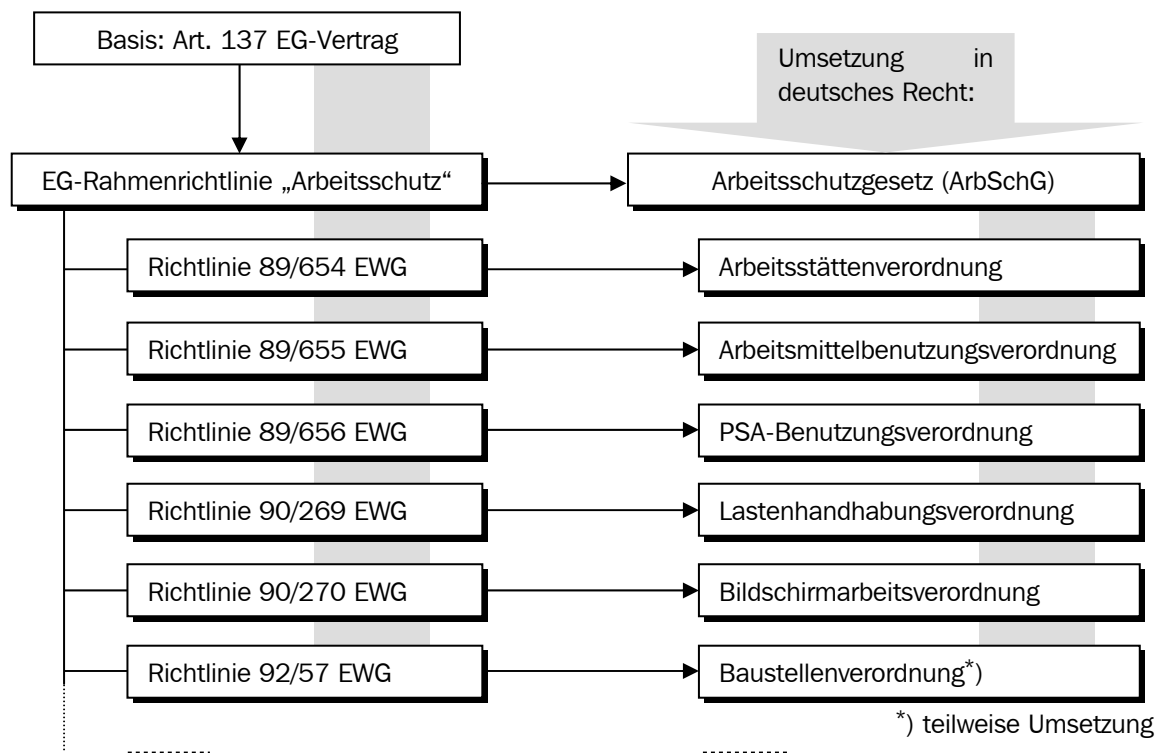 Basis: Art. 137 EG-Vertrag
Umsetzung in
deutsches Recht:
EG-Rahmenrichtlinie „Arbeitsschutz“
Arbeitsschutzgesetz (ArbSchG)
Richtlinie 89/654 EWG
Arbeitsstättenverordnung
Richtlinie 89/655 EWG
Arbeitsmittelbenutzungsverordnung
Richtlinie 89/656 EWG
PSA-Benutzungsverordnung
Richtlinie 90/269 EWG
Lastenhandhabungsverordnung
Richtlinie 90/270 EWG
Bildschirmarbeitsverordnung
Richtlinie 92/57 EWG
Baustellenverordnung*)
*) teilweise Umsetzung